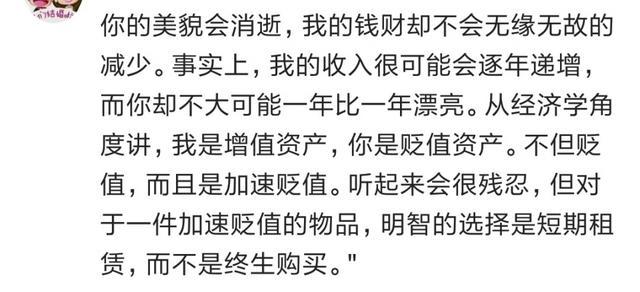 你的美貌会消逝，我的钱财却不会无缘无故的
减少。事实上，我的收入很可能会逐年递增，
而你却不大可能一年比一年漂亮。从经济学角
度讲，我是增值资产，你是贬值资产。不但贬
值，而且是加速贬值。听起来会很残忍，但对
于一件加速贬值的物品，明智的选择是短期租
赁，而不是终生购买。"